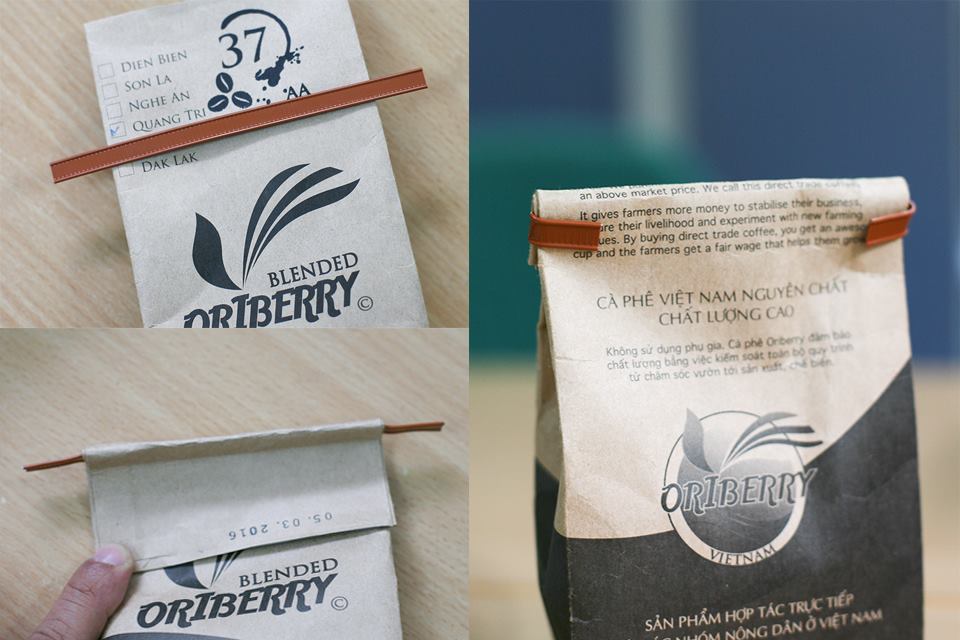 37
DIEN BIEN
SON LA
NGHE AN
QUANG TRI
AA
DAK LAK
BLENDED
ORIBERRY ©
05. 03. 2016
BLENDED
ORIBERRY ©
an above market price. We call this direct trade coffee.
It gives farmers more money to stabilise their business,
their livelihood and experiment with new farming
By buying direct trade coffee, you get an
cup and the farmers get a fair wage that helps them
CÀ PHÊ VIỆT NAM NGUYÊN CHẤT
CHẤT LƯỢNG CAO
Không sử dụng phụ gia. Cà phê Oriberry đảm bảo
chất lượng bằng việc kiểm soát toàn bộ quy trình
từ chăm sóc vườn tới sản xuất, chế biến.
ORIBERRY
VIETNAM
SẢN PHẨM HỢP TÁC TRỰC TIẾP
NHÓM NÔNG DÂN Ở VIỆT NAM